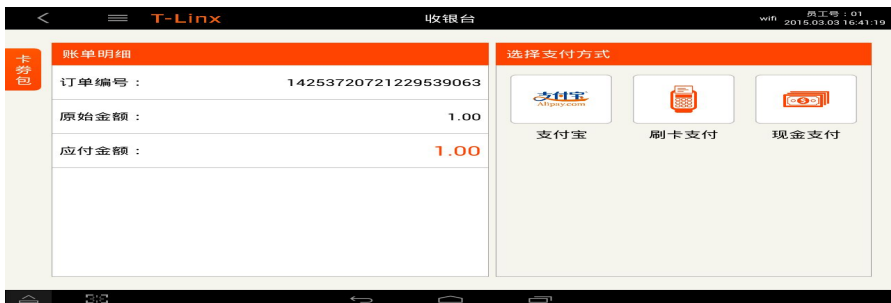 T-Linx
收银台
wifi
员工号：01
2015.03.03 16:41:19
卡券包
账单明细
订单编号： 14253720721229539063
原始金额： 1.00
应付金额： 1.00
选择支付方式
支付宝
Alipay.com
支付宝 刷卡支付 现金支付